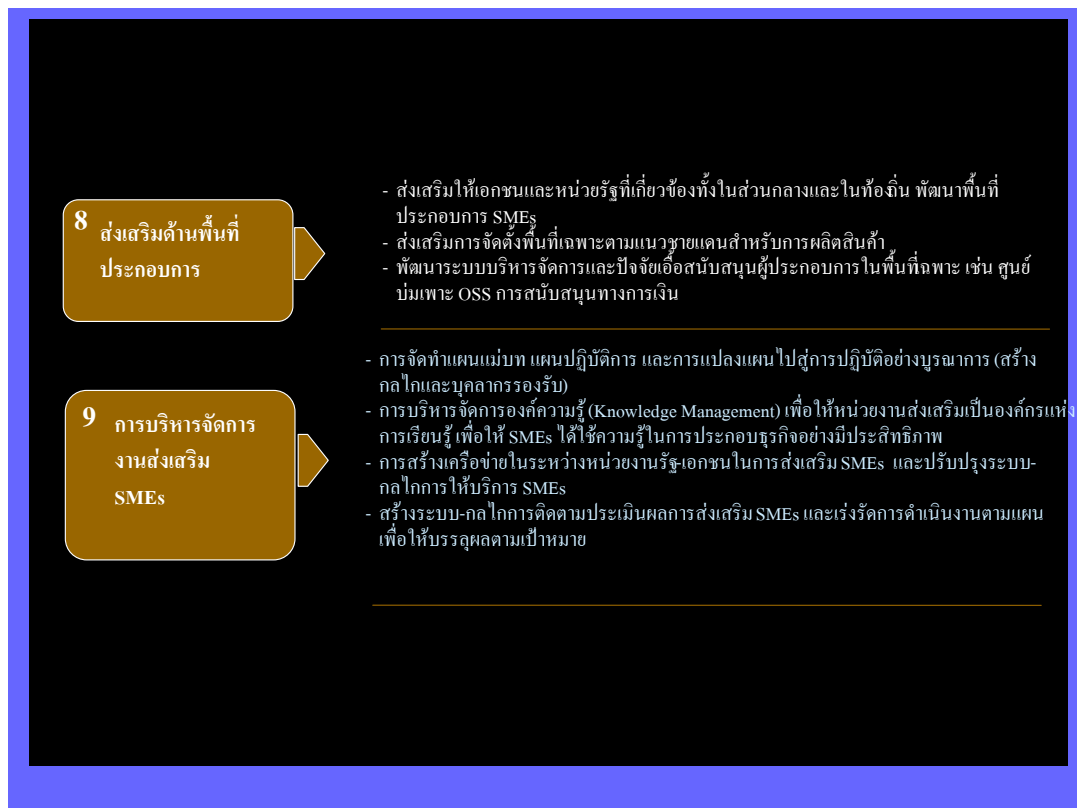 8
ส่งเสริมด้านพื้นที่
ประกอบการ
- ส่งเสริมให้เอกชนและหน่วยรัฐที่เกี่ยวข้องทั้งในส่วนกลางและในท้องถิ่น พัฒนาพื้นที่
ประกอบการ SMEs
- ส่งเสริมการจัดตั้งพื้นที่เฉพาะตามแนวชายแดนสำหรับการผลิตสินค้า
- พัฒนาระบบบริหารจัดการและปัจจัยเอื้อสนับสนุนผู้ประกอบการในพื้นที่เฉพาะ เช่น ศูนย์
บ่มเพาะ OSS การสนับสนุนทางการเงิน
9
การบริหารจัดการ
งานส่งเสริม
SMEs
- การจัดทำแผนแม่บท แผนปฏิบัติการ และการแปลงแผนไปสู่การปฏิบัติอย่างบูรณาการ (สร้าง
กลไกและบุคลากรรองรับ)
- การบริหารจัดการองค์ความรู้ (Knowledge Management) เพื่อให้หน่วยงานส่งเสริมเป็นองค์กรแห่ง
การเรียนรู้ เพื่อให้ SMEs ได้ใช้ความรู้ในการประกอบธุรกิจอย่างมีประสิทธิภาพ
- การสร้างเครือข่ายในระหว่างหน่วยงานรัฐ-เอกชนในการส่งเสริม SMEs และปรับปรุงระบบ-
กลไกการให้บริการ SMEs
- สร้างระบบ-กลไกการติดตามประเมินผลการส่งเสริม SMEs และเร่งรัดการดำเนินงานตามแผน
เพื่อให้บรรลุผลตามเป้าหมาย